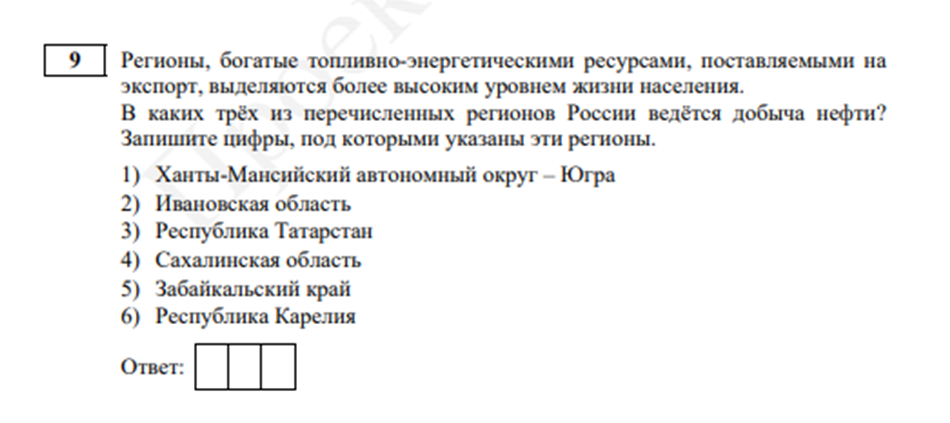 Проек
9
Регионы, богатые топливно-энергетическими ресурсами, поставляемыми на
экспорт, выделяются более высоким уровнем жизни населения.
В каких трёх из перечисленных регионов России ведётся добыча нефти?
Запишите цифры, под которыми указаны эти регионы.
1) Ханты-Мансийский автономный округ – Югра
2) Ивановская область
3) Республика Татарстан
4) Сахалинская область
5) Забайкальский край
6) Республика Карелия
Ответ: